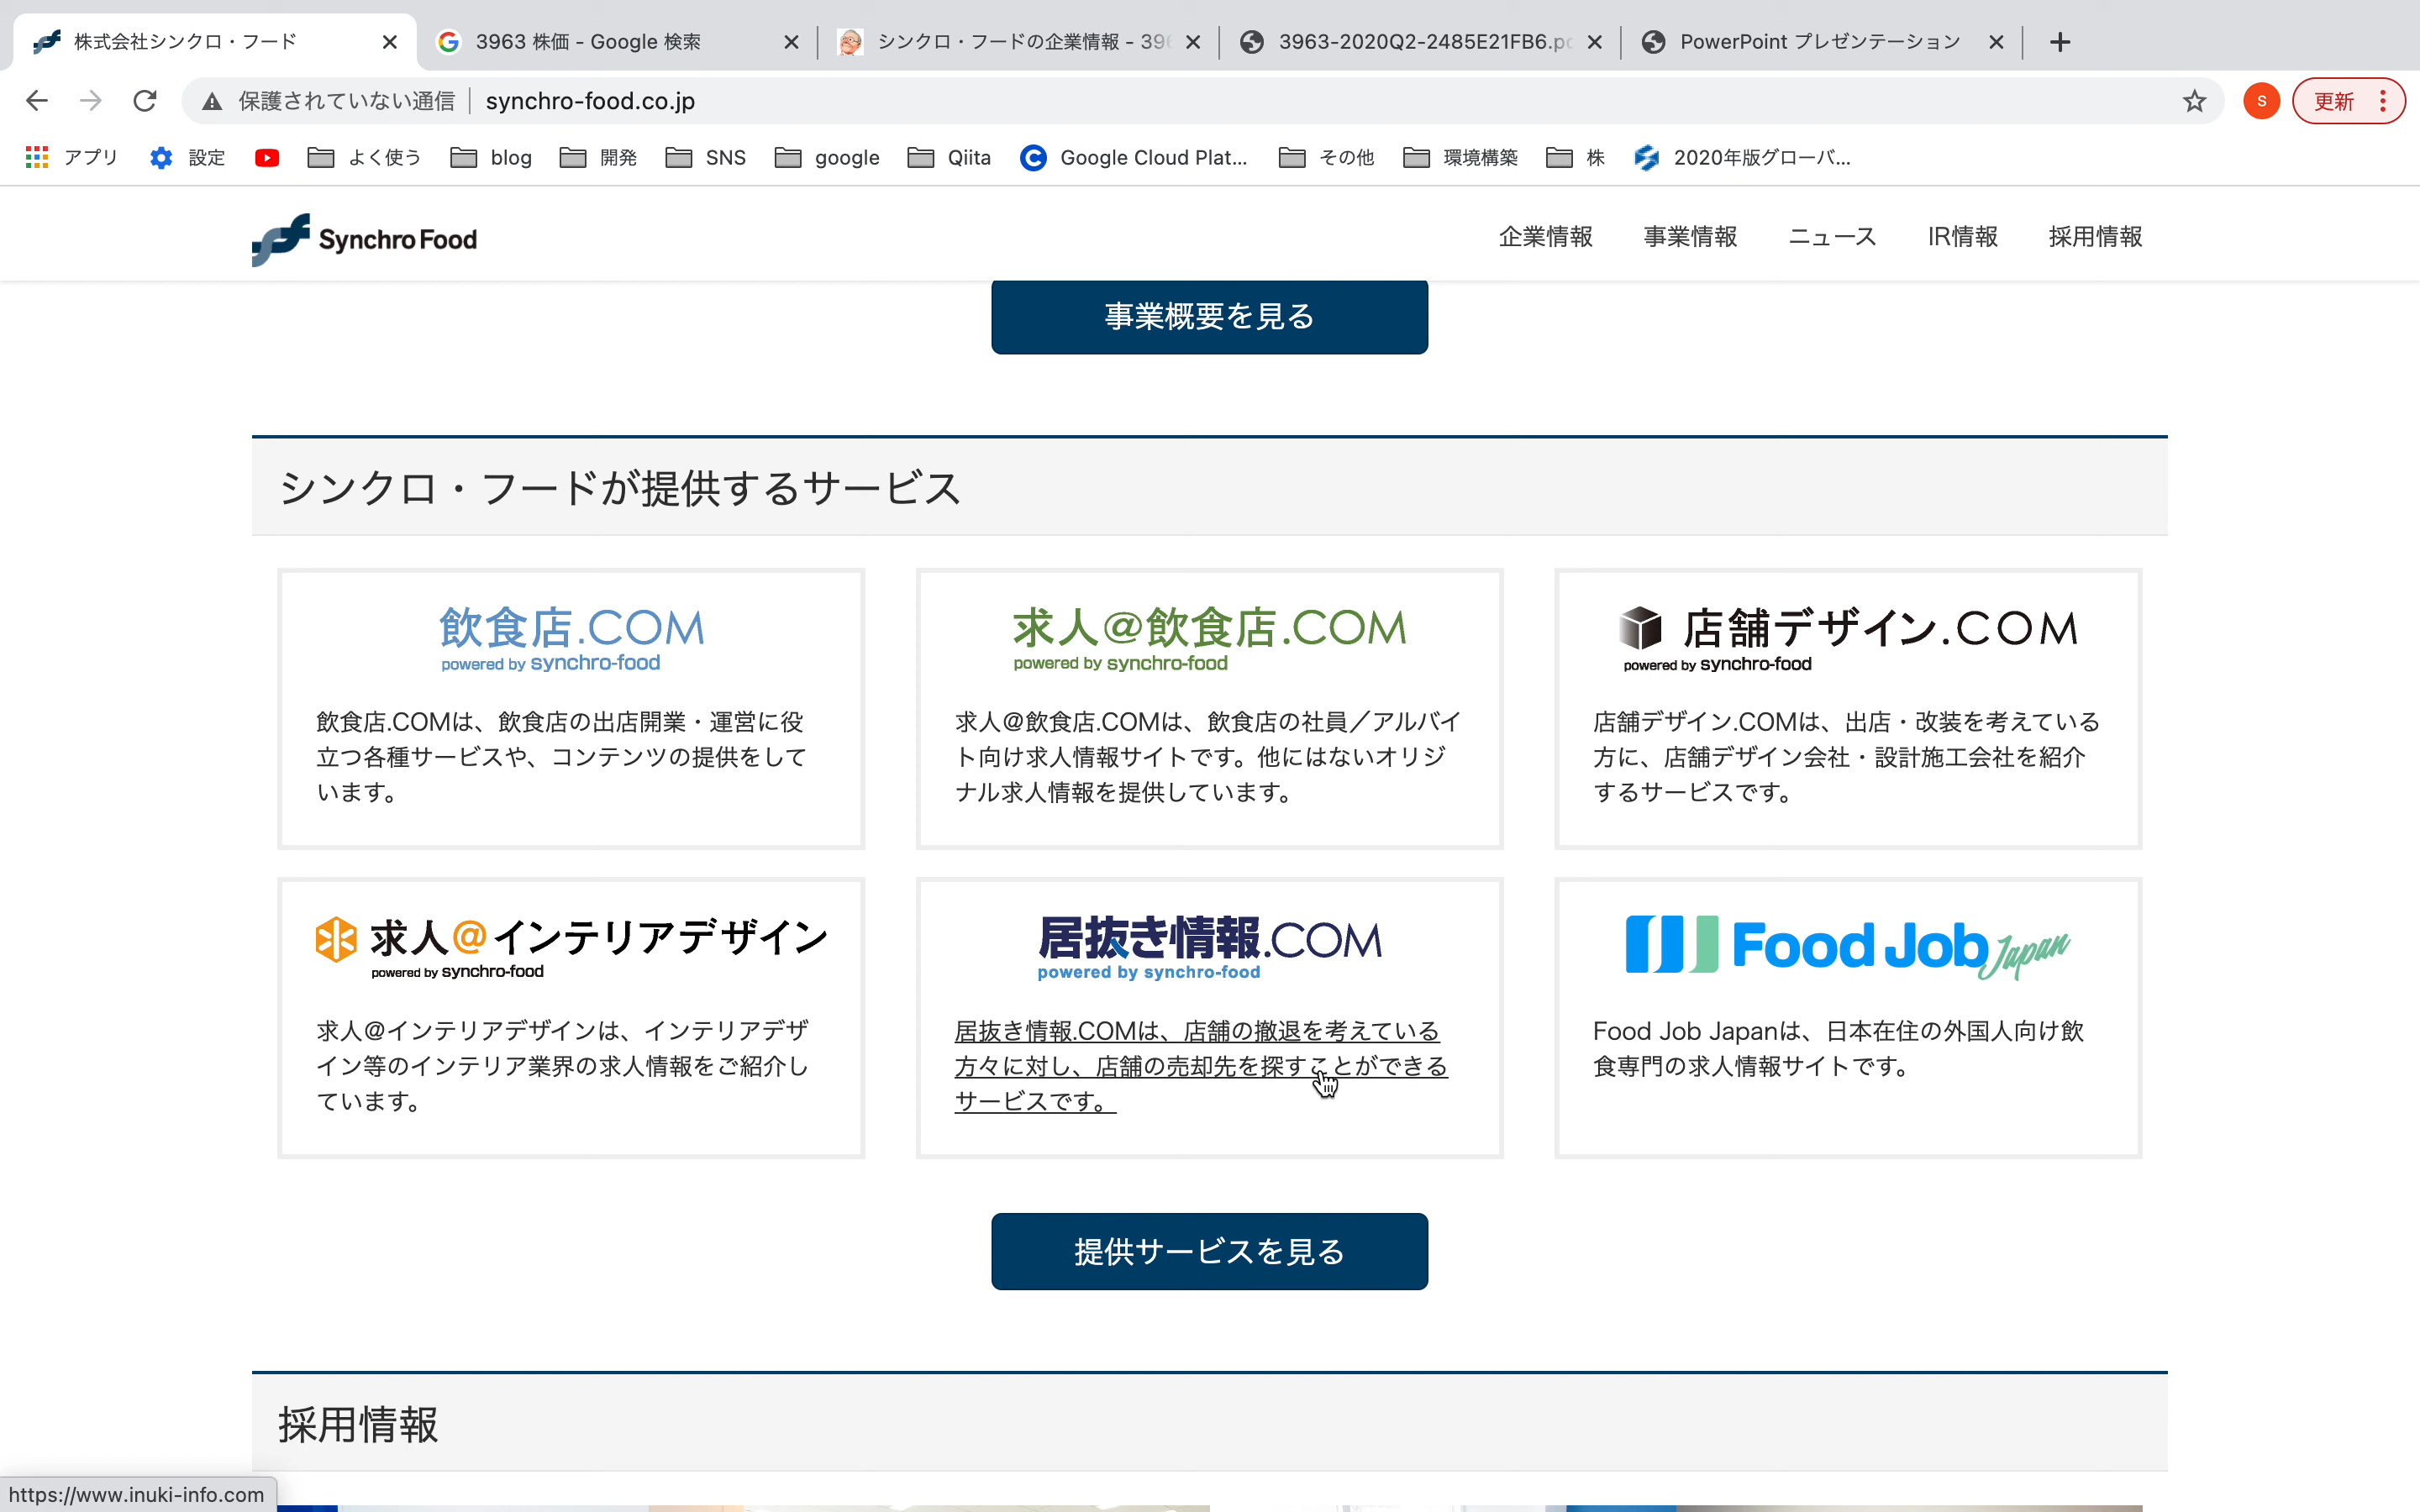 株式会社シンクロ・フード
3963 株価 - Google 検索
シンクロ・フードの企業情報 - 396
3963-2020Q2-2485E21FB6.pd
PowerPoint プレゼンテーション
保護されていない通信 synchro-food.co.jp
s
更新
アプリ 設定 よく使う blog 開発 SNS google Qiita Google Cloud Plat... その他 環境構築 株 2020年版グローバ...
Synchro Food
企業情報 事業情報 ニュース IR情報 採用情報
事業概要を見る
シンクロ・フードが提供するサービス
飲食店.COM
powered by synchro-food
飲食店.COMは、飲食店の出店開業・運営に役
立つ各種サービスや、コンテンツの提供をして
います。
求人@飲食店.COM
powered by synchro-food
求人@飲食店.COMは、飲食店の社員／アルバイ
ト向け求人情報サイトです。他にはないオリジ
ナル求人情報を提供しています。
店舗デザイン.COM
powered by synchro-food
店舗デザイン.COMは、出店・改装を考えている
方に、店舗デザイン会社・設計施工会社を紹介
するサービスです。
求人@インテリアデザイン
powered by synchro-food
求人@インテリアデザインは、インテリアデザ
イン等のインテリア業界の求人情報をご紹介し
ています。
居抜き情報.COM
powered by synchro-food
居抜き情報.COMは、店舗の撤退を考えている
方々に対し、店舗の売却先を探すことができる
サービスです。
Food Job Japan
Food Job Japanは、日本在住の外国人向け飲
食専門の求人情報サイトです。
提供サービスを見る
採用情報
https://www.inuki-info.com